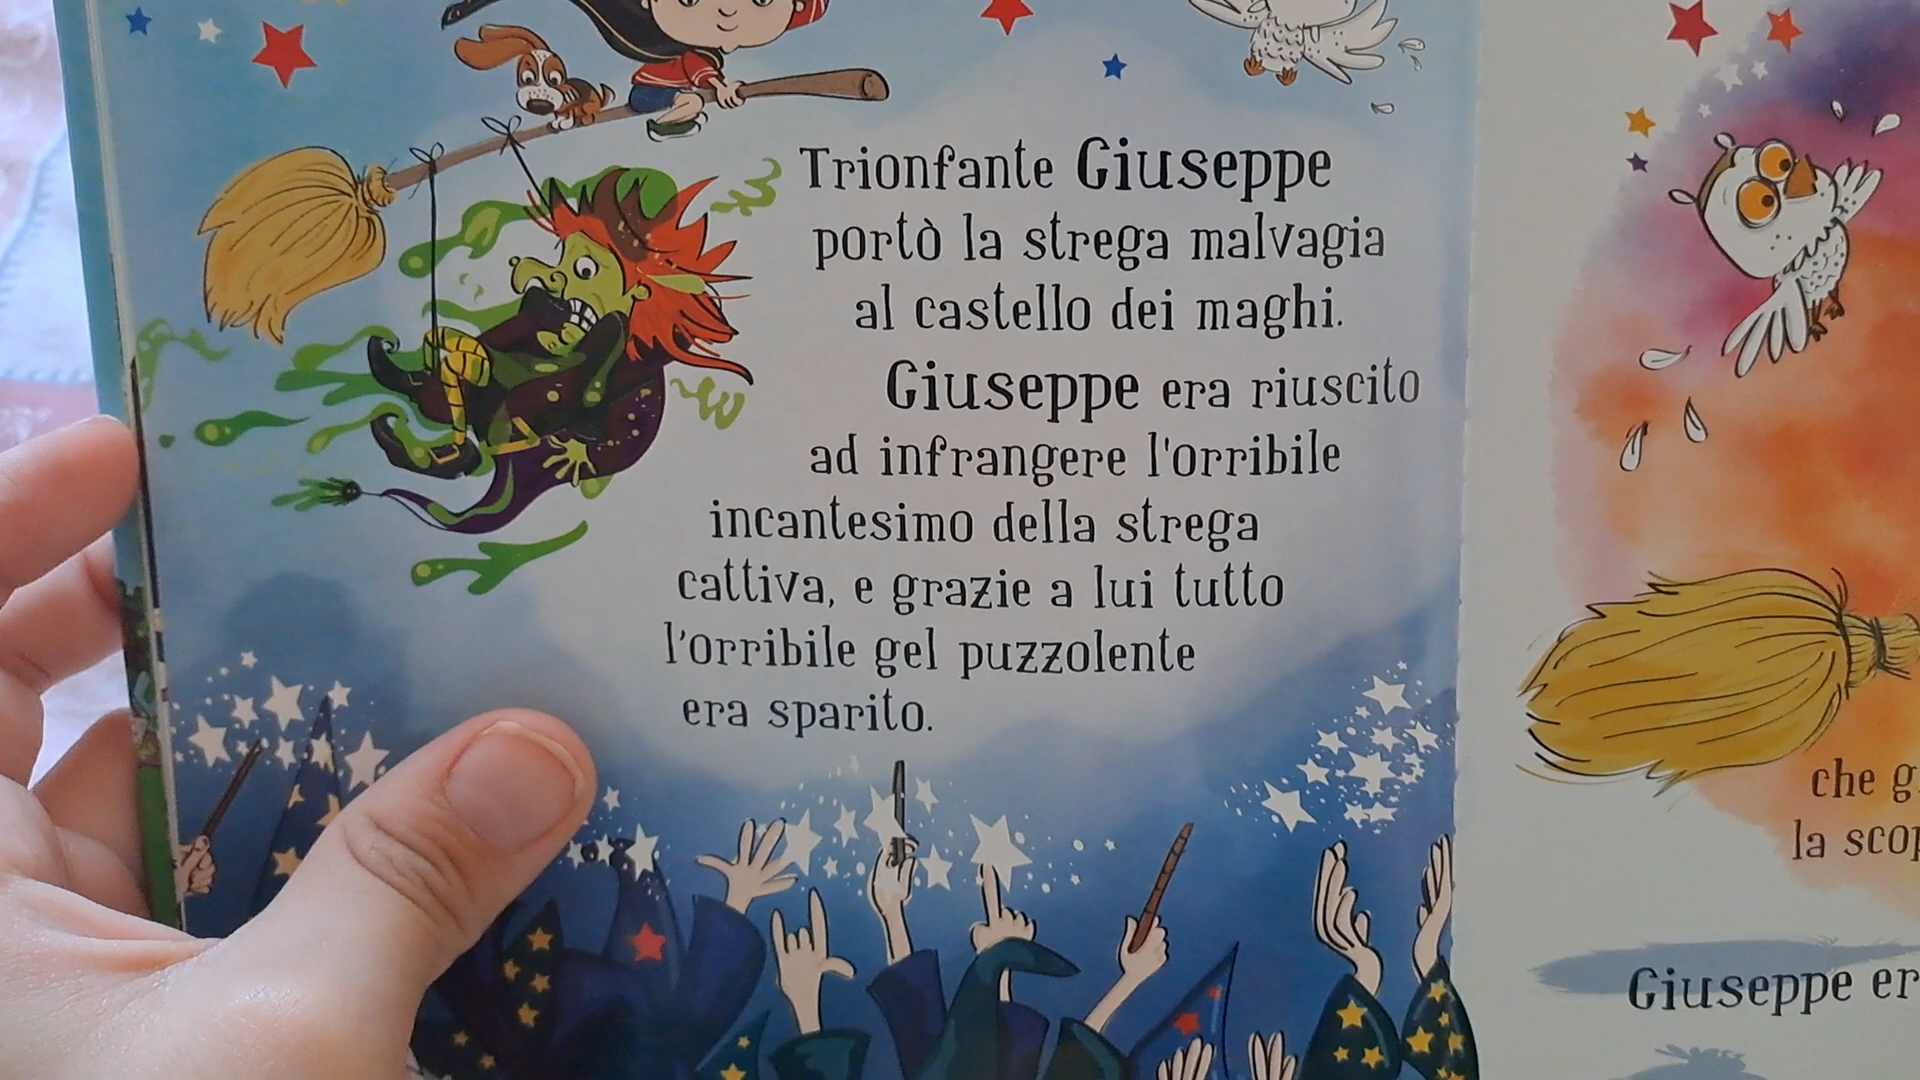 Trionfante Giuseppe
portò la strega malvagia
al castello dei maghi.
Giuseppe era riuscito
ad infrangere l'orribile
incantesimo della strega
cattiva, e grazie a lui tutto
l'orribile gel puzzolente
era sparito.
che
la
Giuseppe